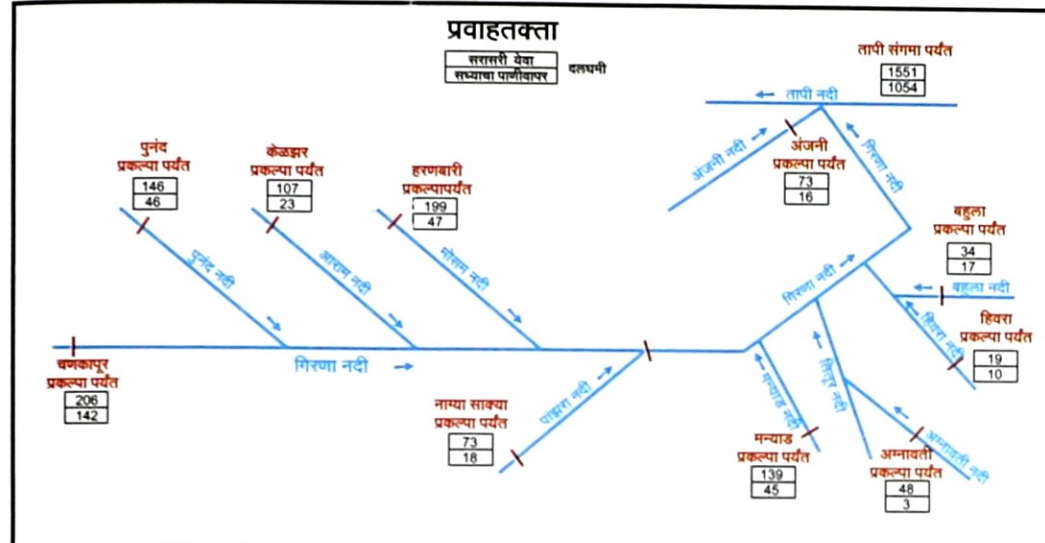 प्रवाहतक्ता
सरासरी येवा
सध्याचा पाणीवापर
दलघमी
तापी संगमा पर्यंत
1551
1054
तापी नदी
अंजनी नदी
अंजनी
प्रकल्पा पर्यंत
73
16
गिरणा नदी
पुनंद
प्रकल्पा पर्यंत
146
46
केळझर
प्रकल्पा पर्यंत
107
23
हरणबारी
प्रकल्पापर्यंत
199
47
पुनंद नदी
आराम नदी
मोसम नदी
बहुला
प्रकल्पा पर्यंत
34
17
बहुला नदी
गिरणा नदी
हिवरा नदी
हिवरा
प्रकल्पा पर्यंत
19
10
चणकापूर
प्रकल्पा पर्यंत
206
142
गिरणा नदी
नाग्या साक्या
प्रकल्पा पर्यंत
73
18
पांझरा नदी
मन्याड नदी
मन्याड
प्रकल्पा पर्यंत
139
45
तितूर नदी
अग्नावती नदी
अग्नावती
प्रकल्पा पर्यंत
48
3